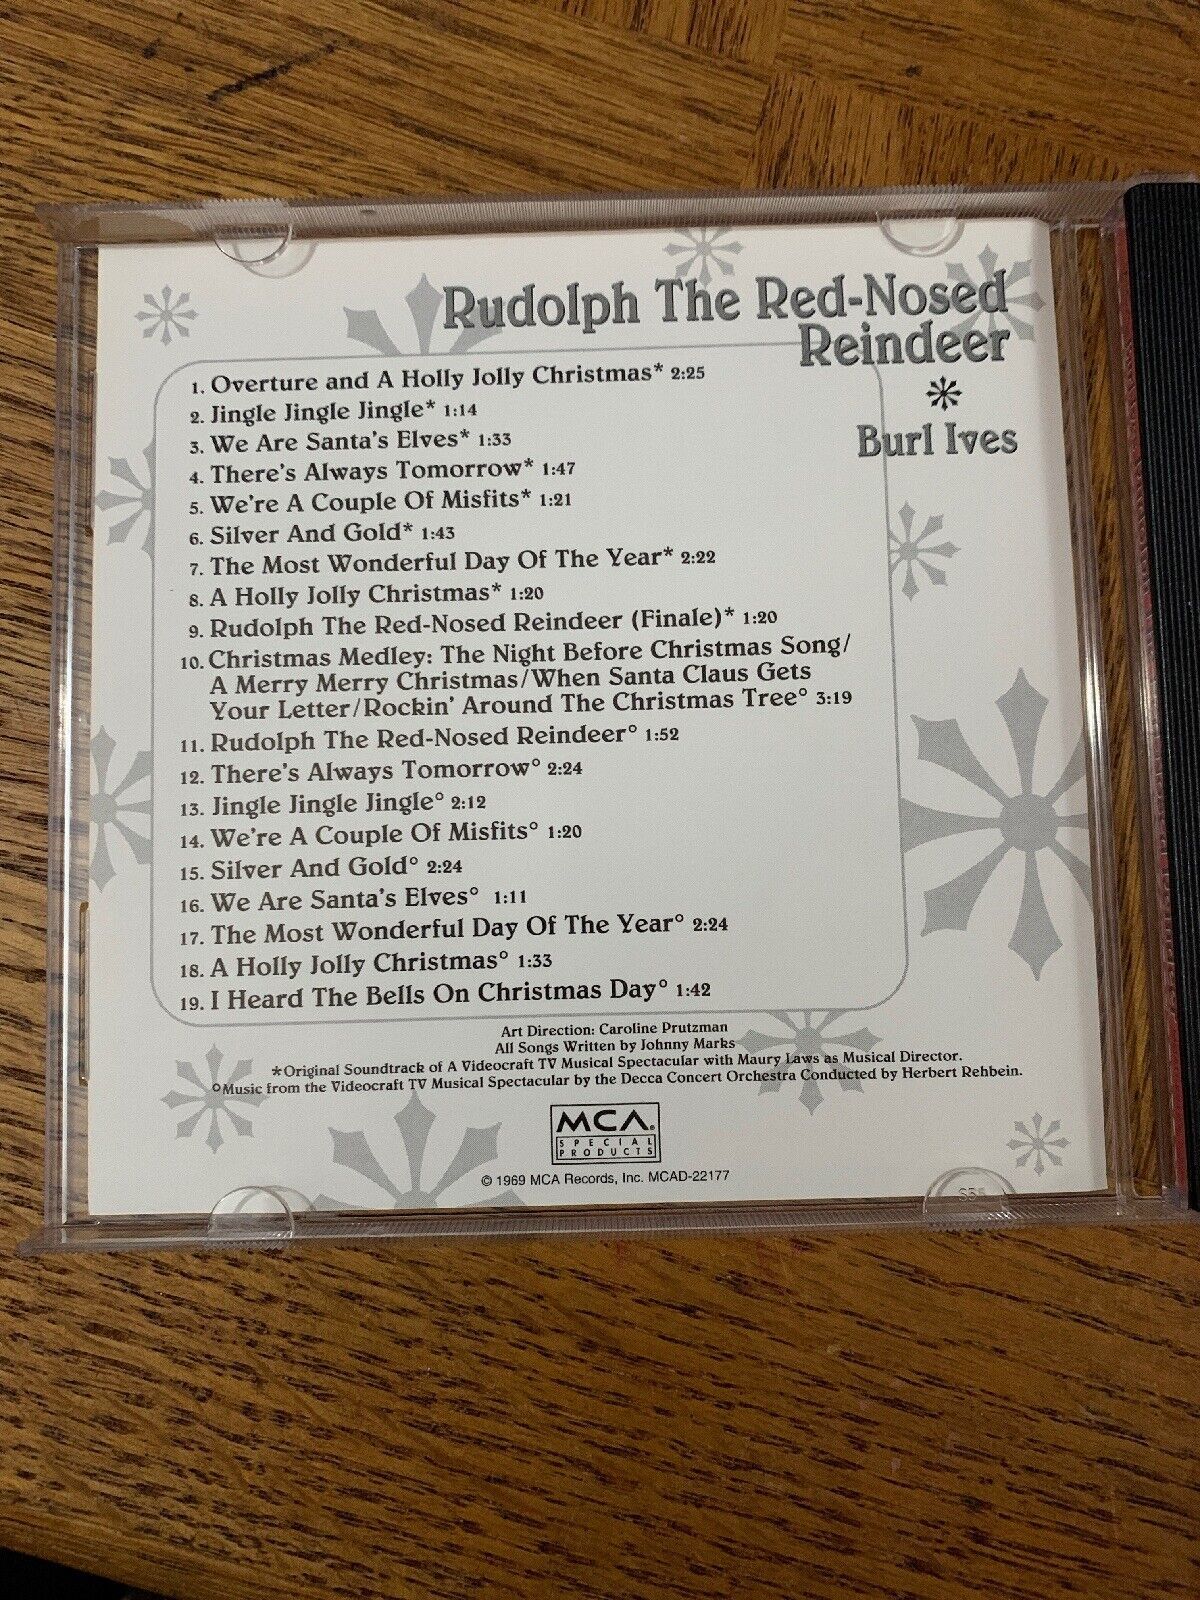 Rudolph The Red-Nosed
Reindeer
Burl Ives
1. Overture and A Holly Jolly Christmas* 2:25
2. Jingle Jingle Jingle* 1:14
3. We Are Santa's Elves* 1:33
4. There's Always Tomorrow* 1:47
5. We're A Couple Of Misfits* 1:21
6. Silver And Gold* 1:43
7. The Most Wonderful Day Of The Year* 2:22
8. A Holly Jolly Christmas* 1:20
9. Rudolph The Red-Nosed Reindeer (Finale)* 1:20
10. Christmas Medley: The Night Before Christmas Song/
A Merry Merry Christmas/When Santa Claus Gets
Your Letter/Rockin' Around The Christmas Tree° 3:19
11. Rudolph The Red-Nosed Reindeer° 1:52
12. There's Always Tomorrow° 2:24
13. Jingle Jingle Jingle° 2:12
14. We're A Couple Of Misfits° 1:20
15. Silver And Gold° 2:24
16. We Are Santa's Elves° 1:11
17. The Most Wonderful Day Of The Year° 2:24
18. A Holly Jolly Christmas° 1:33
19. I Heard The Bells On Christmas Day° 1:42
Art Direction: Caroline Prutzman
All Songs Written by Johnny Marks
*Original Soundtrack of A Videocraft TV Musical Spectacular with Maury Laws as Musical Director.
°Music from the Videocraft TV Musical Spectacular by the Decca Concert Orchestra Conducted by Herbert Rehbein.
MCA®
SPECIAL
PRODUCTS
© 1969 MCA Records, Inc. MCAD-22177